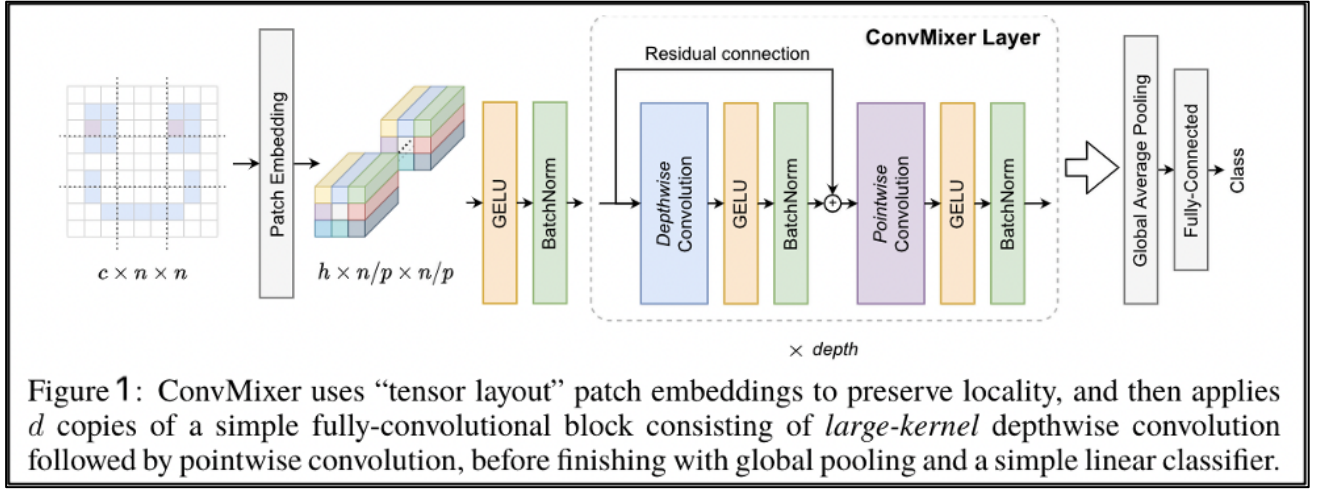 ConvMixer Layer
Residual connection
Patch Embedding
GELU
BatchNorm
Depthwise
Convolution
GELU
BatchNorm
+
Pointwise
Convolution
GELU
BatchNorm
Global Average Pooling
Fully-Connected
Class
c × n × n
h × n/p × n/p
× depth
Figure 1: ConvMixer uses “tensor layout” patch embeddings to preserve locality, and then applies
d copies of a simple fully-convolutional block consisting of large-kernel depthwise convolution
followed by pointwise convolution, before finishing with global pooling and a simple linear classifier.